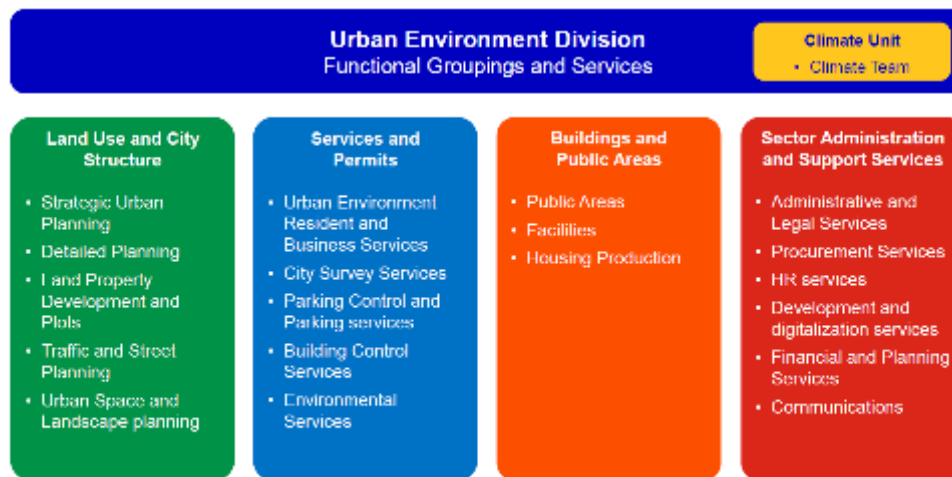 Urban Environment Division
Functional Groupings and Services
Climate Unit
• Climate Team
Land Use and City
Structure
• Strategic Urban
Planning
• Detailed Planning
• Land Property
Development and
Plots
• Traffic and Street
Planning
• Urban Space and
Landscape planning
Services and
Permits
• Urban Environment
Resident and
Business Services
• City Survey Services
• Parking Control and
Parking services
• Building Control
Services
• Environmental
Services
Buildings and
Public Areas
• Public Areas
• Facilities
• Housing Production
Sector Administration
and Support Services
• Administrative and
Legal Services
• Procurement Services
• HR services
• Development and
digitalization services
• Financial and Planning
Services
• Communications